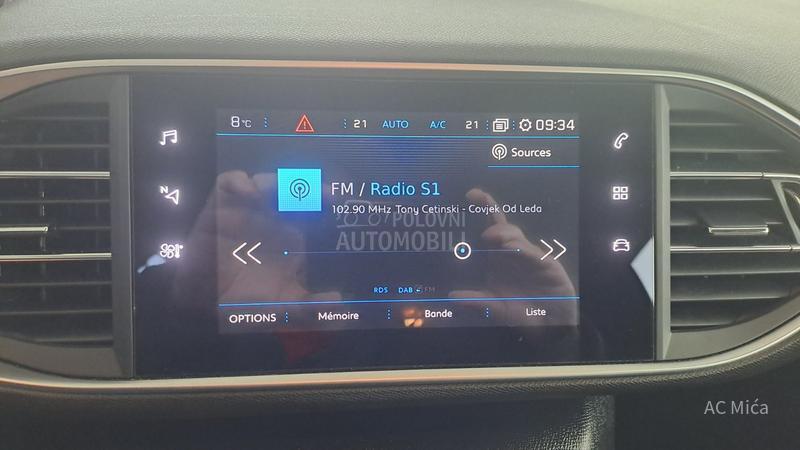 8°C 21 AUTO A/C 21 09:34
Sources
N
FM / Radio S1
102.90 MHz Tony Cetinski - Covjek Od Leda
POLOVNI
AUTOMOBILI
RDS DAB FM
OPTIONS Mémoire Bande Liste
AC Mića